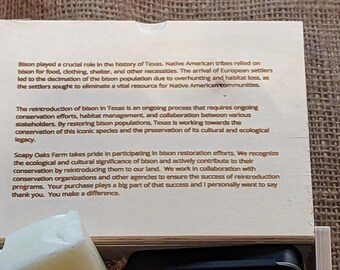 Bison played a crucial role in the history of Texas. Native American tribes relied on
bison for food, clothing, shelter, and other necessities. The arrival of European settlers
led to the decimation of the bison population due to overhunting and habitat loss, as
the settlers sought to eliminate a vital resource for Native American communities.
The reintroduction of bison in Texas is an ongoing process that requires ongoing
conservation efforts, habitat management, and collaboration between various
stakeholders. By restoring bison populations, Texas is working towards the
conservation of this iconic species and the preservation of its cultural and ecological
legacy.
Soapy Oaks Farm takes pride in participating in bison restoration efforts. We recognize
the ecological and cultural significance of bison and actively contribute to their
conservation by reintroducing them to our land. We work in collaboration with
conservation organizations and other agencies to ensure the success of reintroduction
programs. Your purchase plays a big part of that success and I personally want to say
thank you. You make a difference.